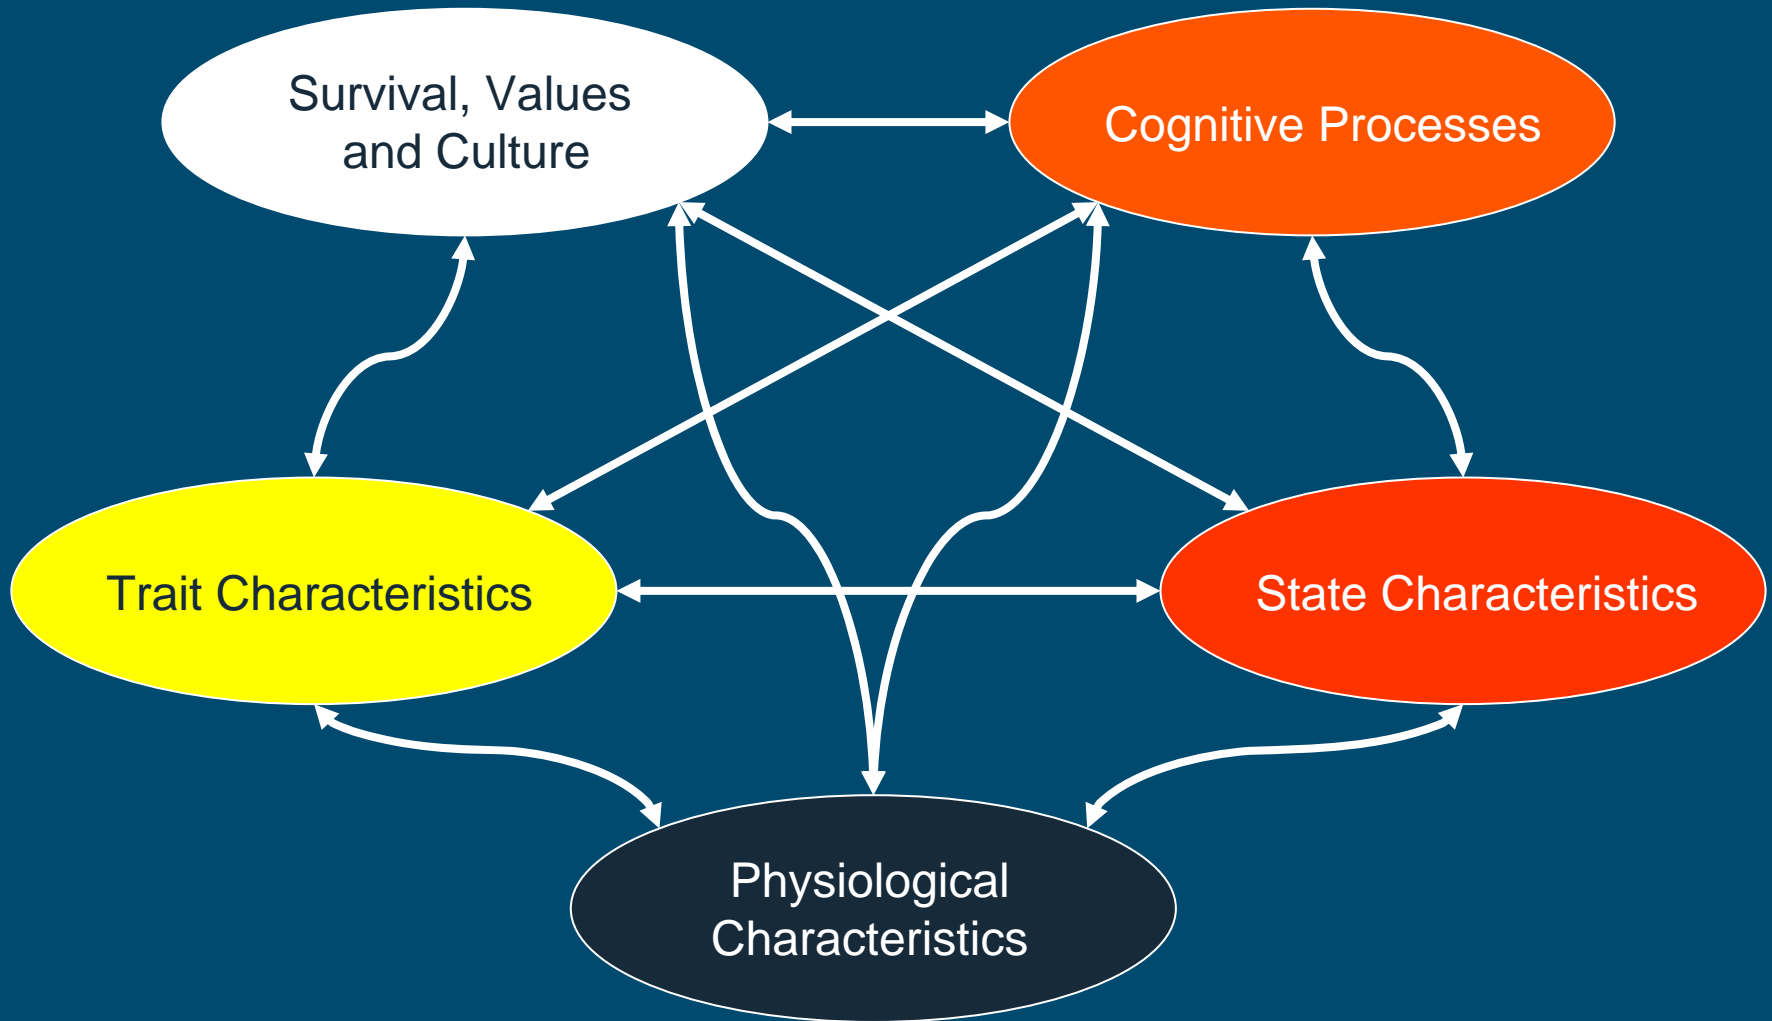 Survival, Values
and Culture
Cognitive Processes
Trait Characteristics
State Characteristics
Physiological
Characteristics